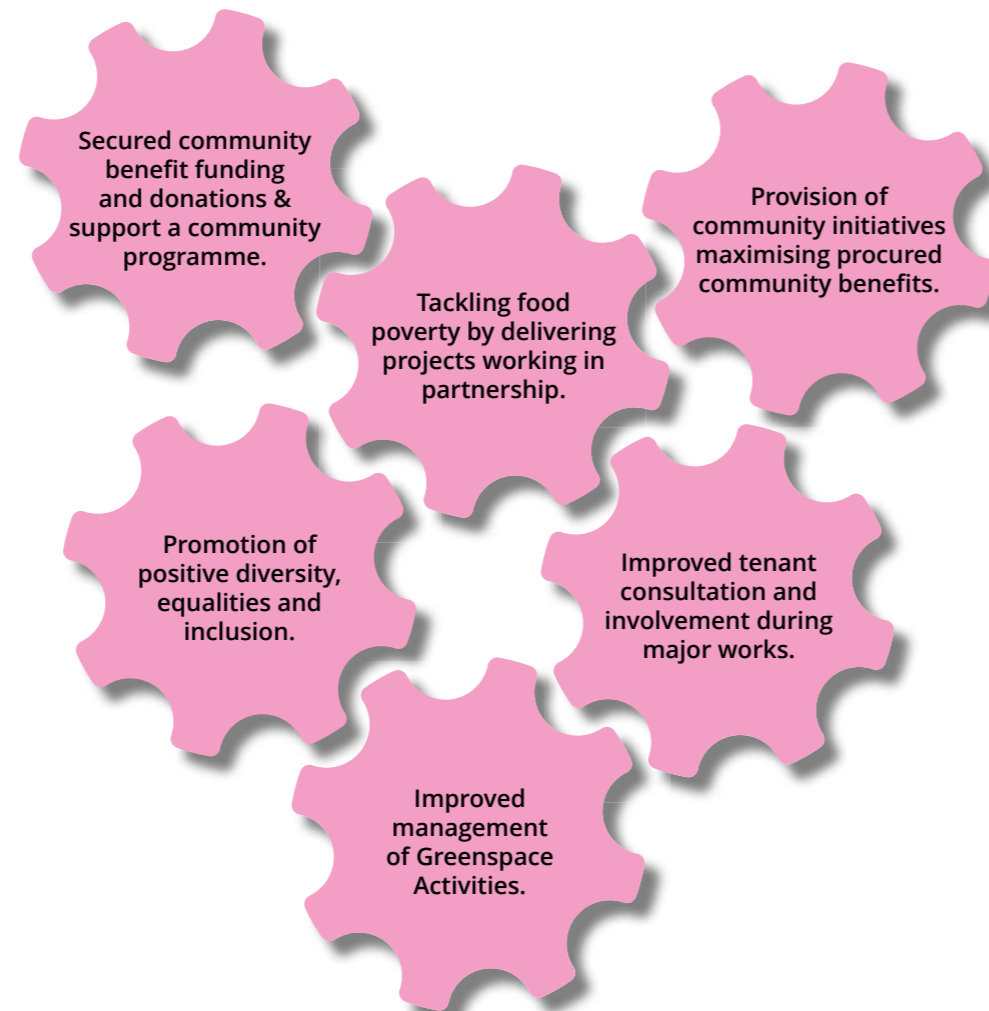 Secured community
benefit funding
and donations &
support a community
programme.
Provision of
community initiatives
maximising procured
community benefits.
Tackling food
poverty by delivering
projects working in
partnership.
Promotion of
positive diversity,
equalities and
inclusion.
Improved tenant
consultation and
involvement during
major works.
Improved
management
of Greenspace
Activities.